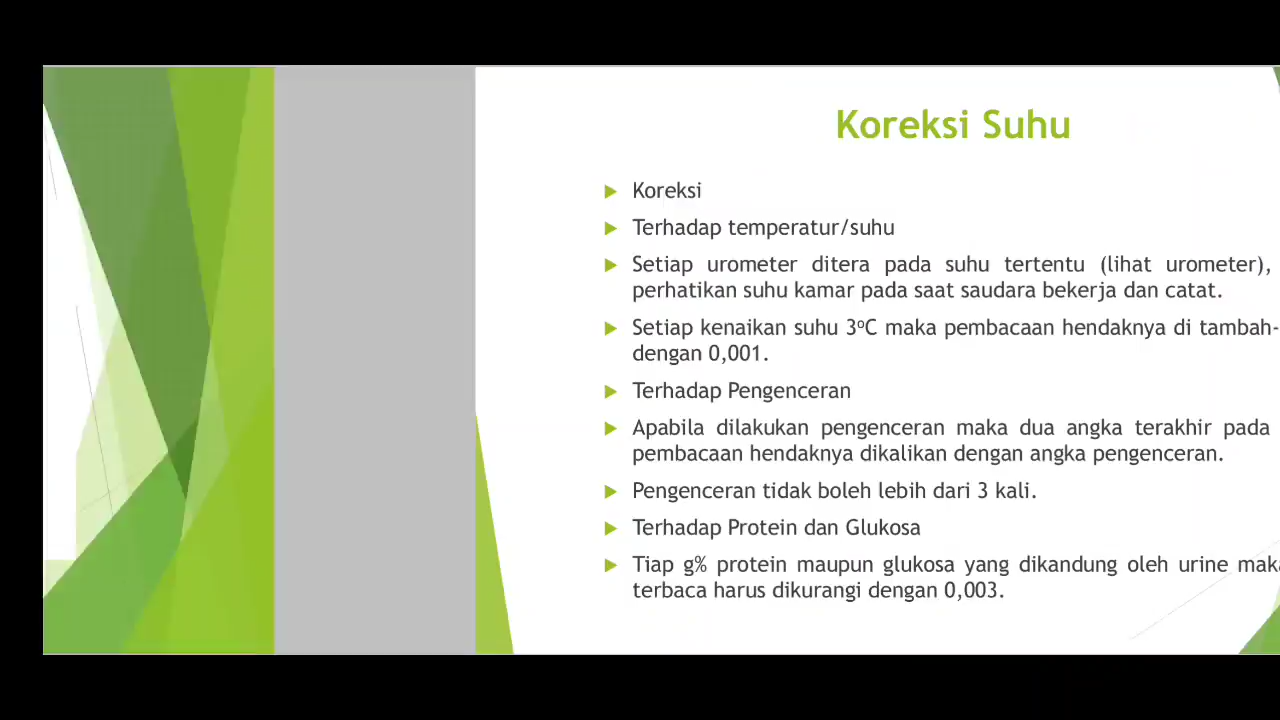 Koreksi Suhu
Koreksi
Terhadap temperatur/suhu
Setiap urometer ditera pada suhu tertentu (lihat urometer),
perhatikan suhu kamar pada saat saudara bekerja dan catat.
Setiap kenaikan suhu 3ºC maka pembacaan hendaknya di tambah-
dengan 0,001.
Terhadap Pengenceran
Apabila dilakukan pengenceran maka dua angka terakhir pada
pembacaan hendaknya dikalikan dengan angka pengenceran.
Pengenceran tidak boleh lebih dari 3 kali.
Terhadap Protein dan Glukosa
Tiap g% protein maupun glukosa yang dikandung oleh urine maka
terbaca harus dikurangi dengan 0,003.